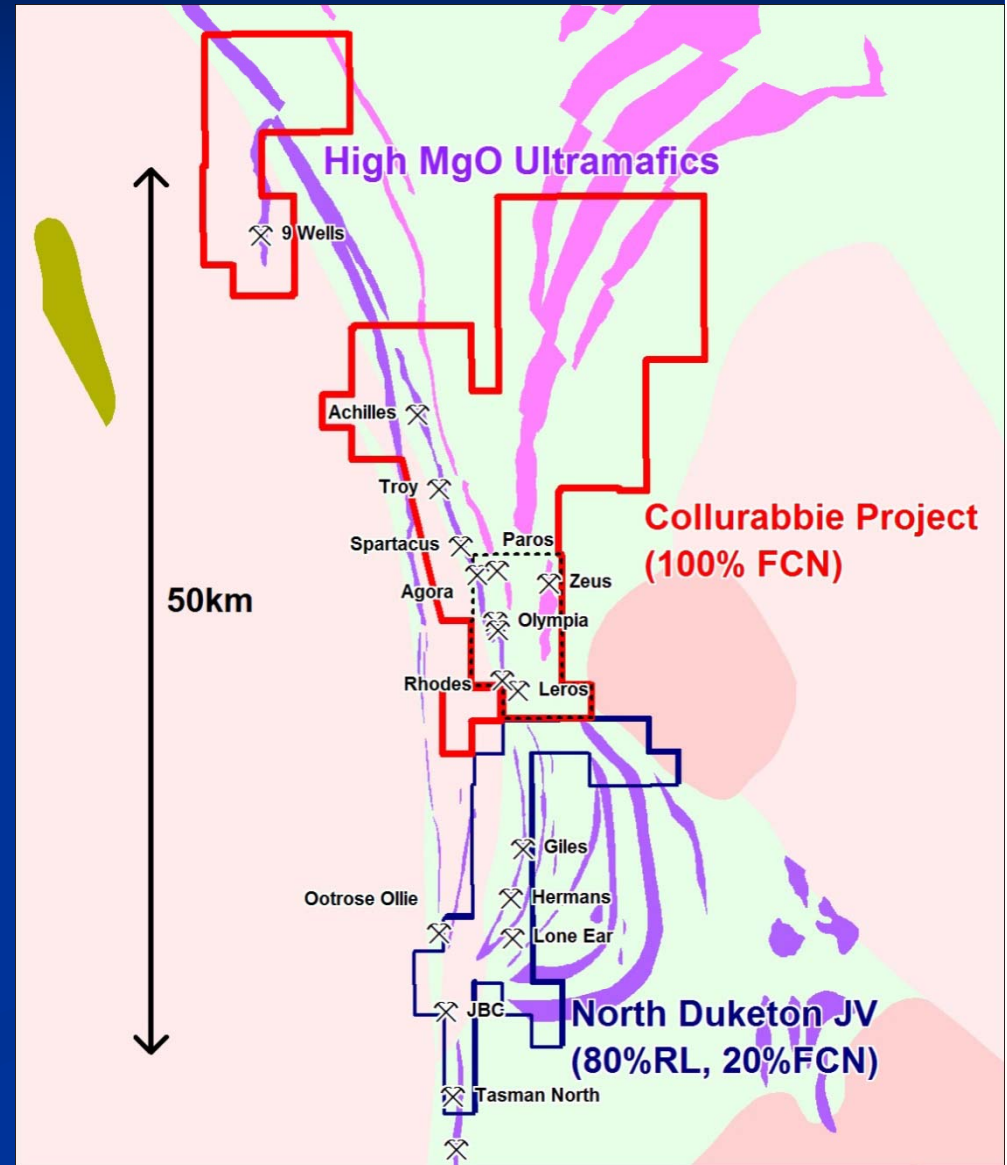 High MgO Ultramafics
9 Wells
Achilles
Troy
Collurabbie Project
(100% FCN)
Spartacus
Paros
Zeus
Agora
50km
Olympia
Rhodes
Leros
Giles
Ootrose Ollie
Hermans
Lone Ear
JBC
North Duketon JV
(80%RL, 20%FCN)
Tasman North